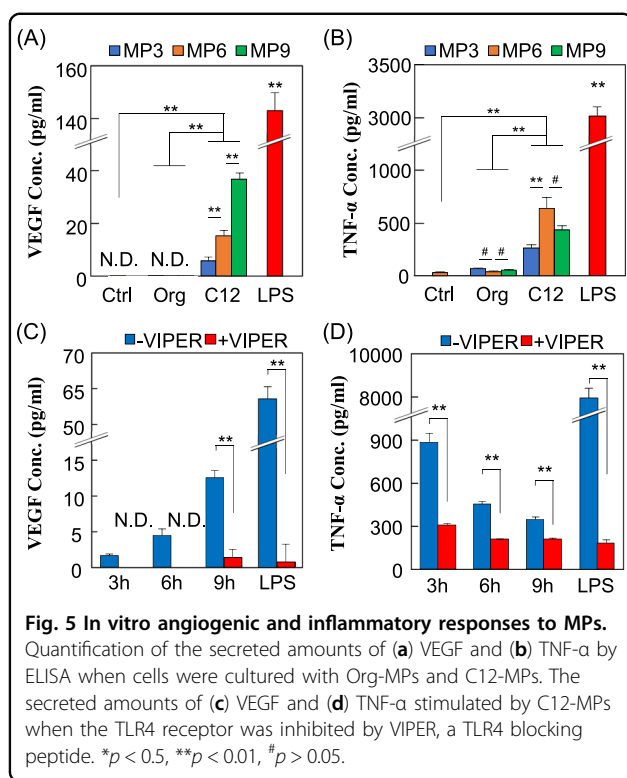 (A)
MP3 MP6 MP9
VEGF Conc. (pg/ml)
160
140
40
20
0
**
**
**
**
**
N.D. N.D.
Ctrl Org C12 LPS
(B)
MP3 MP6 MP9
TNF-α Conc. (pg/ml)
3500
3000
1000
500
0
**
**
**
** #
# #
Ctrl Org C12 LPS
(C)
-VIPER +VIPER
VEGF Conc. (pg/ml)
70
65
60
55
50
15
10
5
0
**
**
N.D. N.D.
3h 6h 9h LPS
(D)
-VIPER +VIPER
TNF-α Conc. (pg/ml)
10000
8000
900
600
300
0
**
**
**
**
3h 6h 9h LPS
Fig. 5 In vitro angiogenic and inflammatory responses to MPs.
Quantification of the secreted amounts of (a) VEGF and (b) TNF-α by
ELISA when cells were cultured with Org-MPs and C12-MPs. The
secreted amounts of (c) VEGF and (d) TNF-α stimulated by C12-MPs
when the TLR4 receptor was inhibited by VIPER, a TLR4 blocking
peptide. *p < 0.5, **p < 0.01, #p > 0.05.